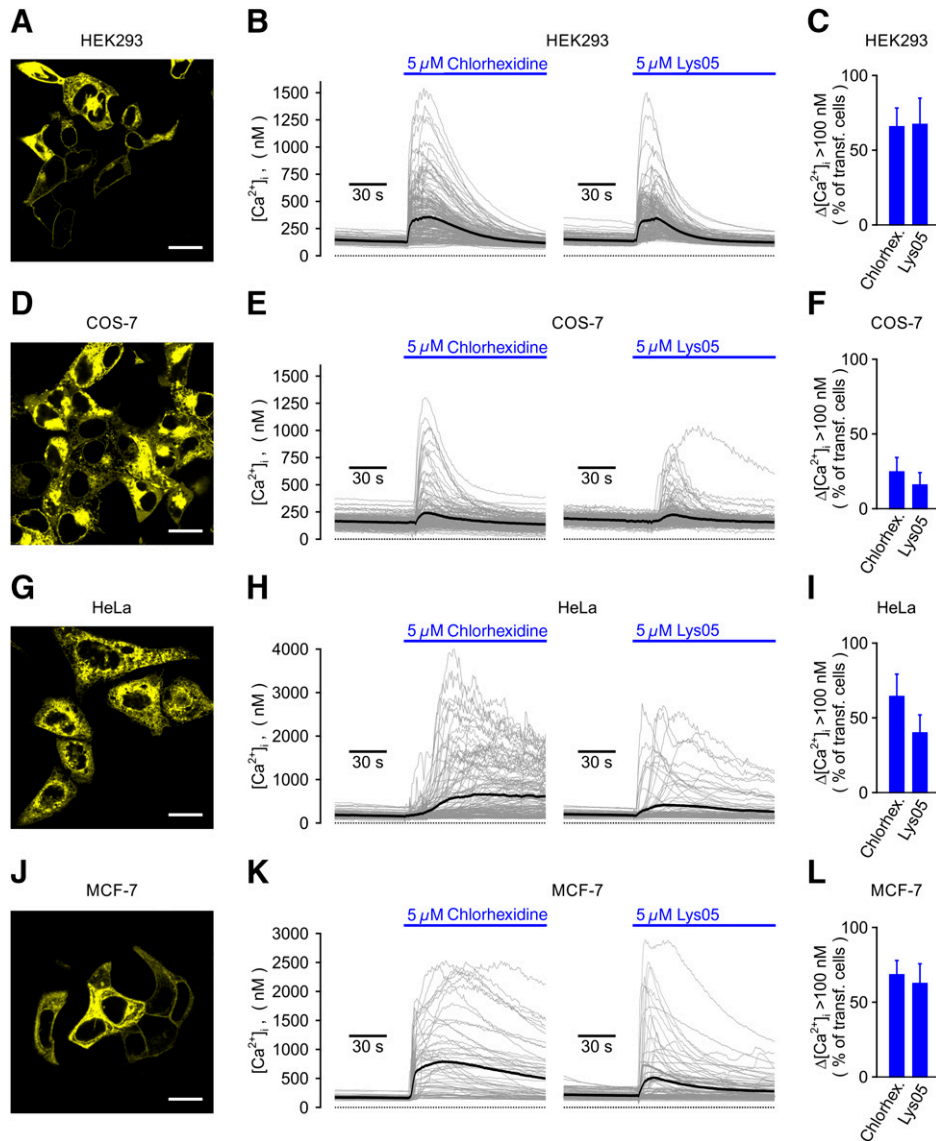 A
HEK293
B
HEK293
5 µM Chlorhexidine
5 µM Lys05
[Ca²⁺]ᵢ, ( nM )
1500
1250
1000
750
500
250
0
30 s
30 s
C
HEK293
Δ[Ca²⁺]ᵢ >100 nM
( % of transf. cells )
100
50
0
Chlorhex.
Lys05
D
COS-7
E
COS-7
5 µM Chlorhexidine
5 µM Lys05
[Ca²⁺]ᵢ, ( nM )
1500
1250
1000
750
500
250
0
30 s
30 s
F
COS-7
Δ[Ca²⁺]ᵢ >100 nM
( % of transf. cells )
100
50
0
Chlorhex.
Lys05
G
HeLa
H
HeLa
5 µM Chlorhexidine
5 µM Lys05
[Ca²⁺]ᵢ, ( nM )
4000
3000
2000
1000
0
30 s
30 s
I
HeLa
Δ[Ca²⁺]ᵢ >100 nM
( % of transf. cells )
100
50
0
Chlorhex.
Lys05
J
MCF-7
K
MCF-7
5 µM Chlorhexidine
5 µM Lys05
[Ca²⁺]ᵢ, ( nM )
3000
2500
2000
1500
1000
500
0
30 s
30 s
L
MCF-7
Δ[Ca²⁺]ᵢ >100 nM
( % of transf. cells )
100
50
0
Chlorhex.
Lys05